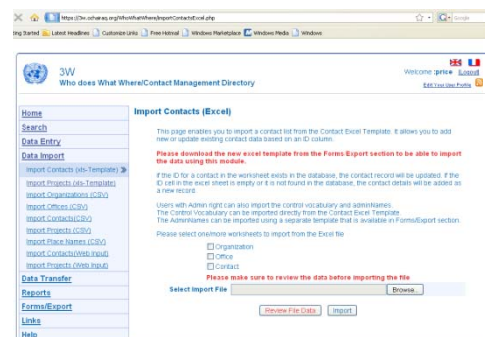 https://3w.ochairaq.org/WhoWhatWhere/ImportContactsExcel.php
Google
ing Started Latest Headlines Customize Links Free Hotmail Windows Marketplace Windows Media Windows
3W
Who does What Where/Contact Management Directory
Welcome :price Logout
Edit Your User Profile
Home
Search
Data Entry
Data Import
Import Contacts (xls-Template)
Import Projects (xls-Template)
Import Organizations (CSV)
Import Offices (CSV)
Import Contacts(CSV)
Import Projects (CSV)
Import Place Names (CSV)
Import Contacts(Web Input)
Import Projects (Web Input)
Data Transfer
Reports
Forms/Export
Links
Help
Import Contacts (Excel)
This page enables you to import a contact list from the Contact Excel Template. It allows you to add
new or update existing contact data based on an ID column.
Please download the new excel template from the Forms/Export section to be able to import
the data using this module.
If the ID for a contact in the worksheet exists in the database, the contact record will be updated. If the
ID cell in the excel sheet is empty or it is not found in the database, the contact details will be added as
a new record.
Users with Admin right can also import the control vocabulary and adminNames.
The Control Vocabulary can be imported directly from the Contact Excel Template.
The AdminNames can be imported using a separate template that is available in Forms/Export section.
Please select one/more worksheets to import from the Excel file
Organization
Office
Contact
Please make sure to review the data before importing the file
Select Import File Browse..
Review File Data Import